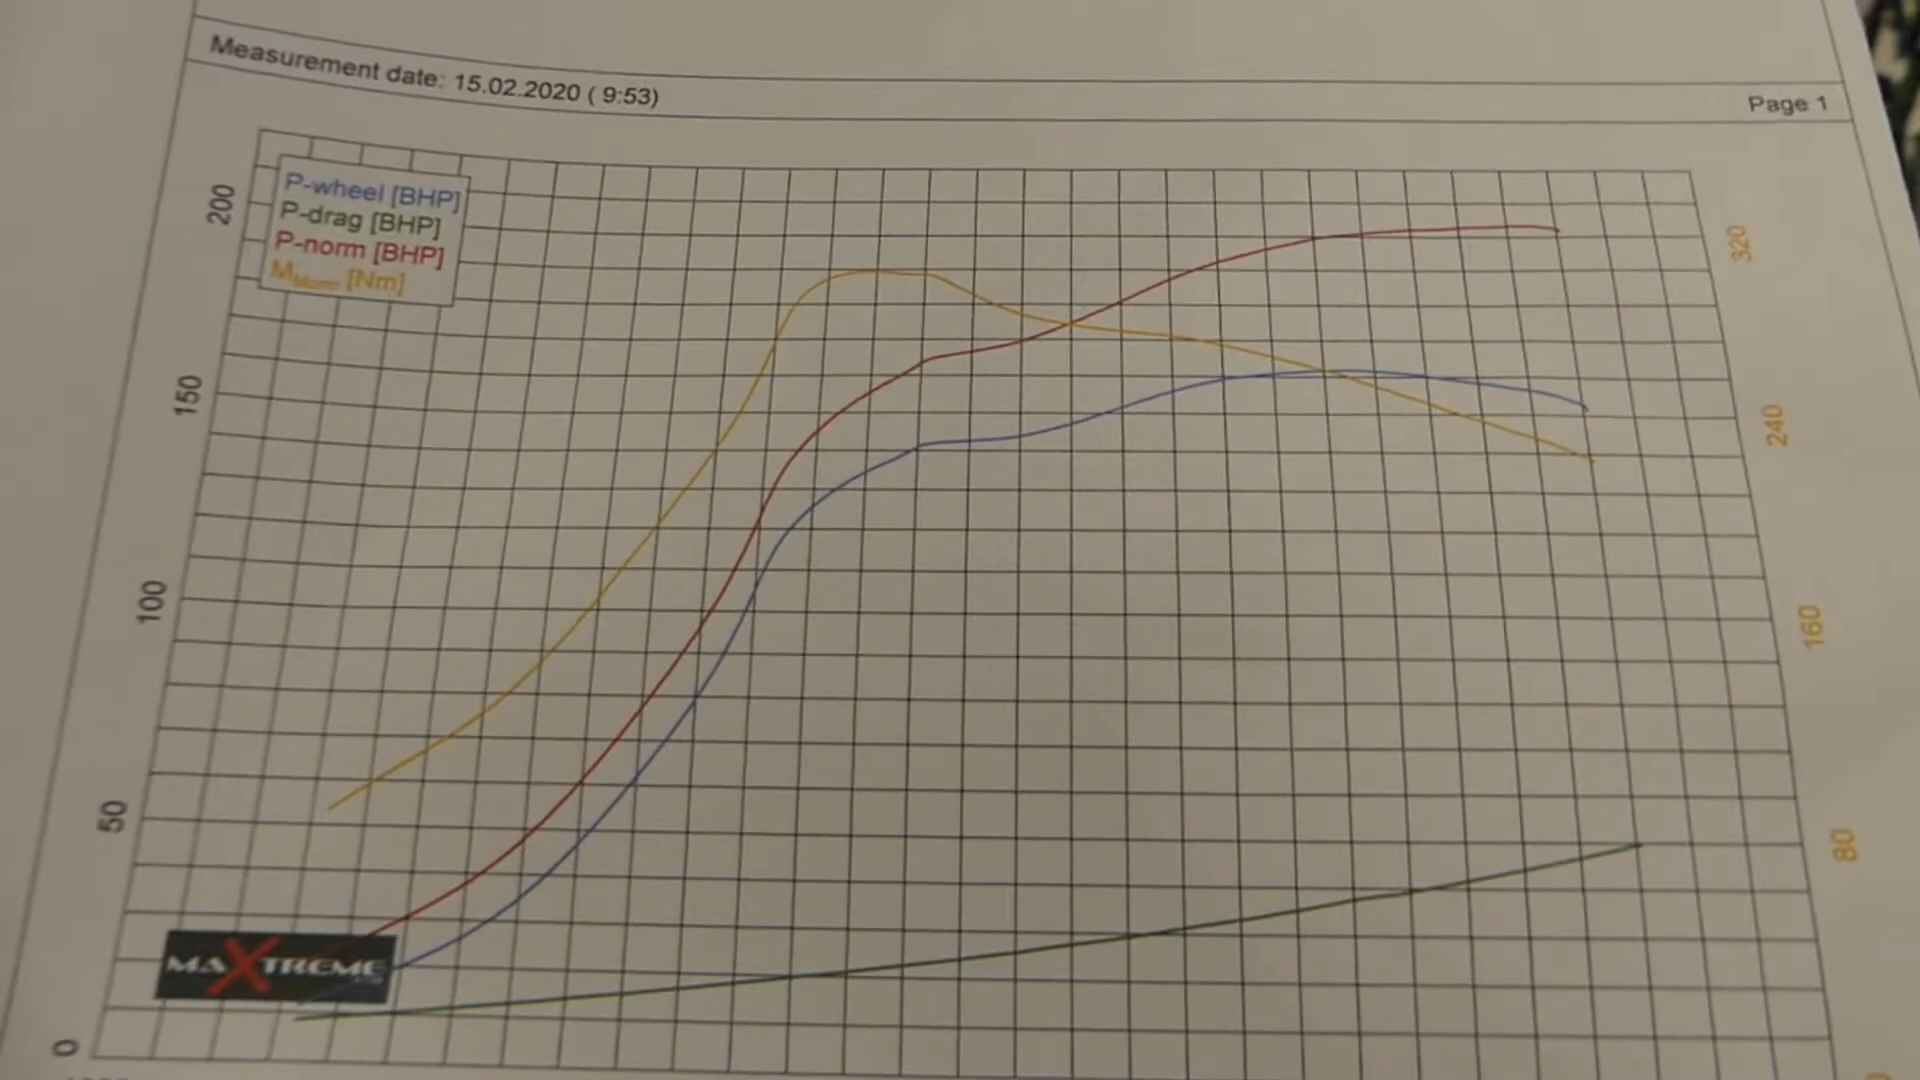 Measurement date: 15.02.2020 ( 9:53)
Page 1
P-wheel [BHP]
P-drag [BHP]
P-norm [BHP]
MNorm [Nm]
200
150
100
50
0
320
240
160
80
MAXTREME